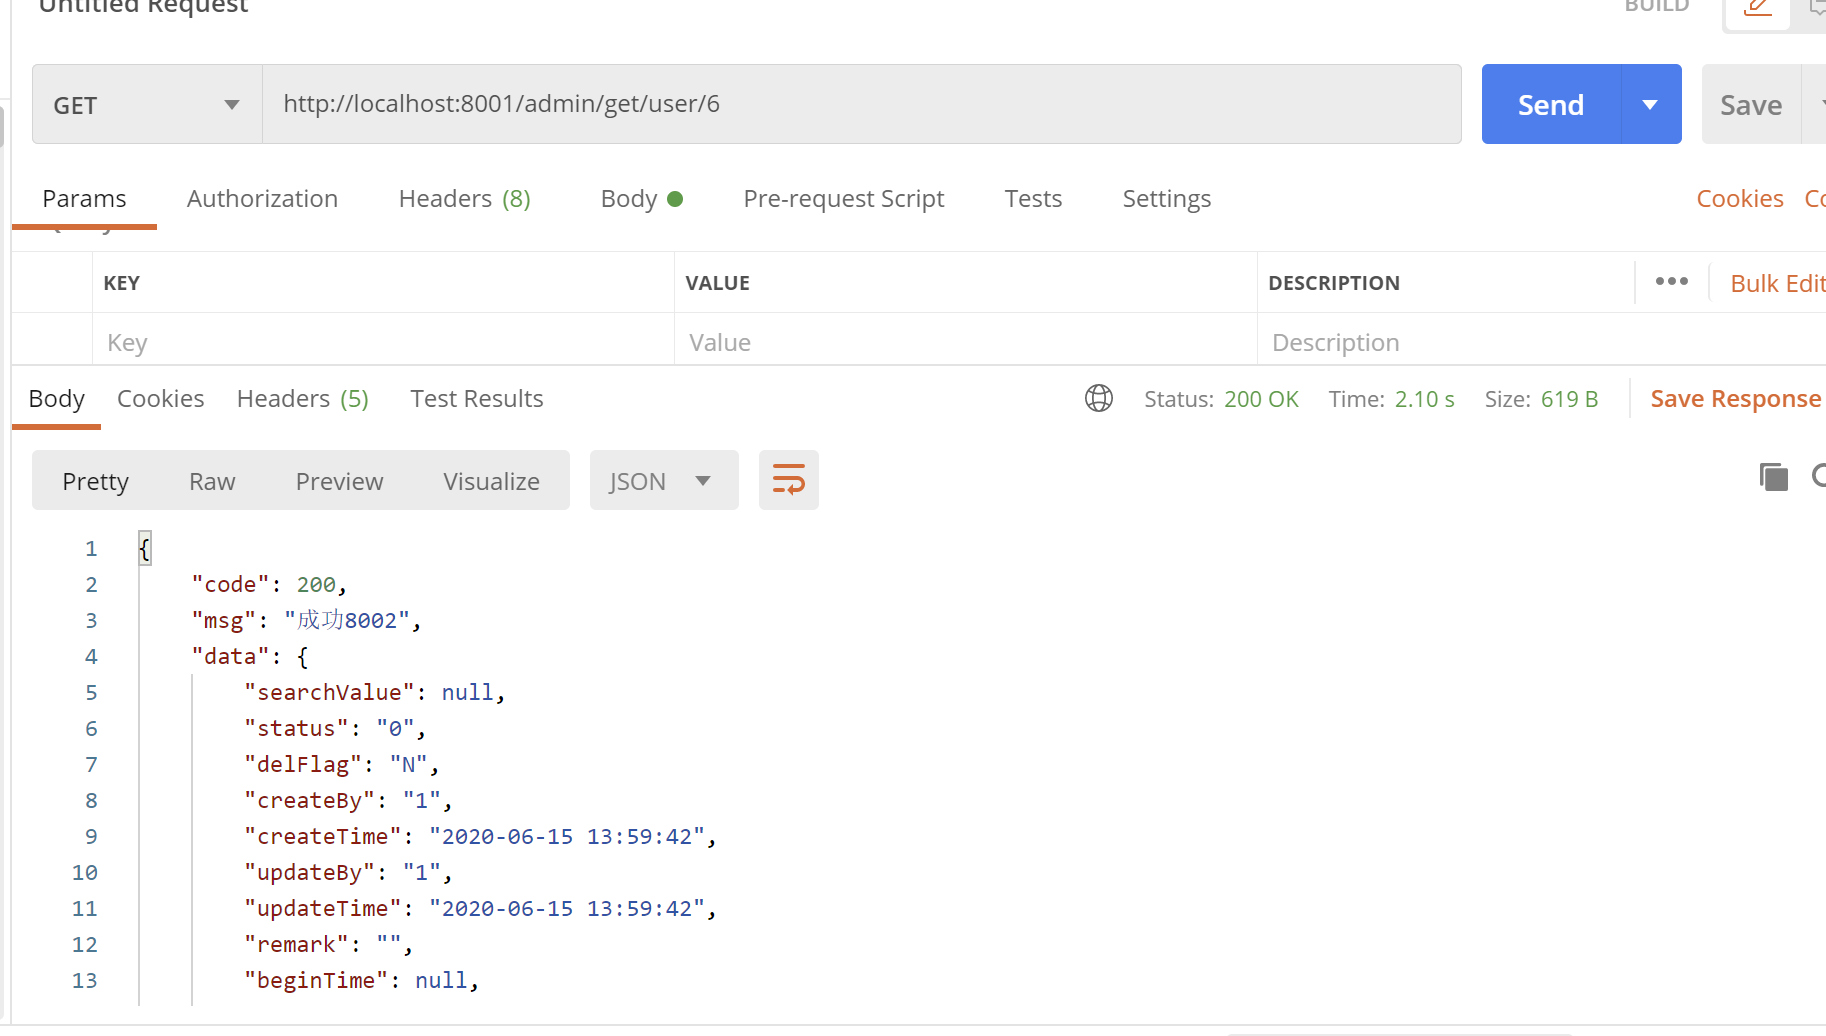 Untitled Request
BUILD
GET
http://localhost:8001/admin/get/user/6
Send
Save
Params
Authorization
Headers (8)
Body
Pre-request Script
Tests
Settings
Cookies
KEY
VALUE
DESCRIPTION
Bulk Edit
Key
Value
Description
Body
Cookies
Headers (5)
Test Results
Status: 200 OK
Time: 2.10 s
Size: 619 B
Save Response
Pretty
Raw
Preview
Visualize
JSON
1 {
2 "code": 200,
3 "msg": "成功8002",
4 "data": {
5 "searchValue": null,
6 "status": "0",
7 "delFlag": "N",
8 "createBy": "1",
9 "createTime": "2020-06-15 13:59:42",
10 "updateBy": "1",
11 "updateTime": "2020-06-15 13:59:42",
12 "remark": "",
13 "beginTime": null,